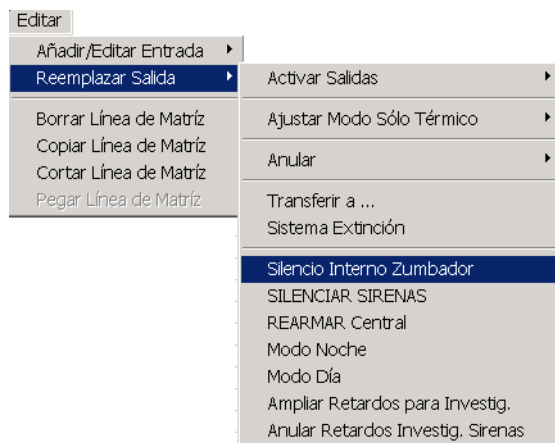 Editar
Añadir/Editar Entrada
Reemplazar Salida
Borrar Línea de Matríz
Copiar Línea de Matríz
Cortar Línea de Matríz
Pegar Línea de Matríz
Activar Salidas
Ajustar Modo Sólo Térmico
Anular
Transferir a ...
Sistema Extinción
Silencio Interno Zumbador
SILENCIAR SIRENAS
REARMAR Central
Modo Noche
Modo Día
Ampliar Retardos para Investig.
Anular Retardos Investig. Sirenas